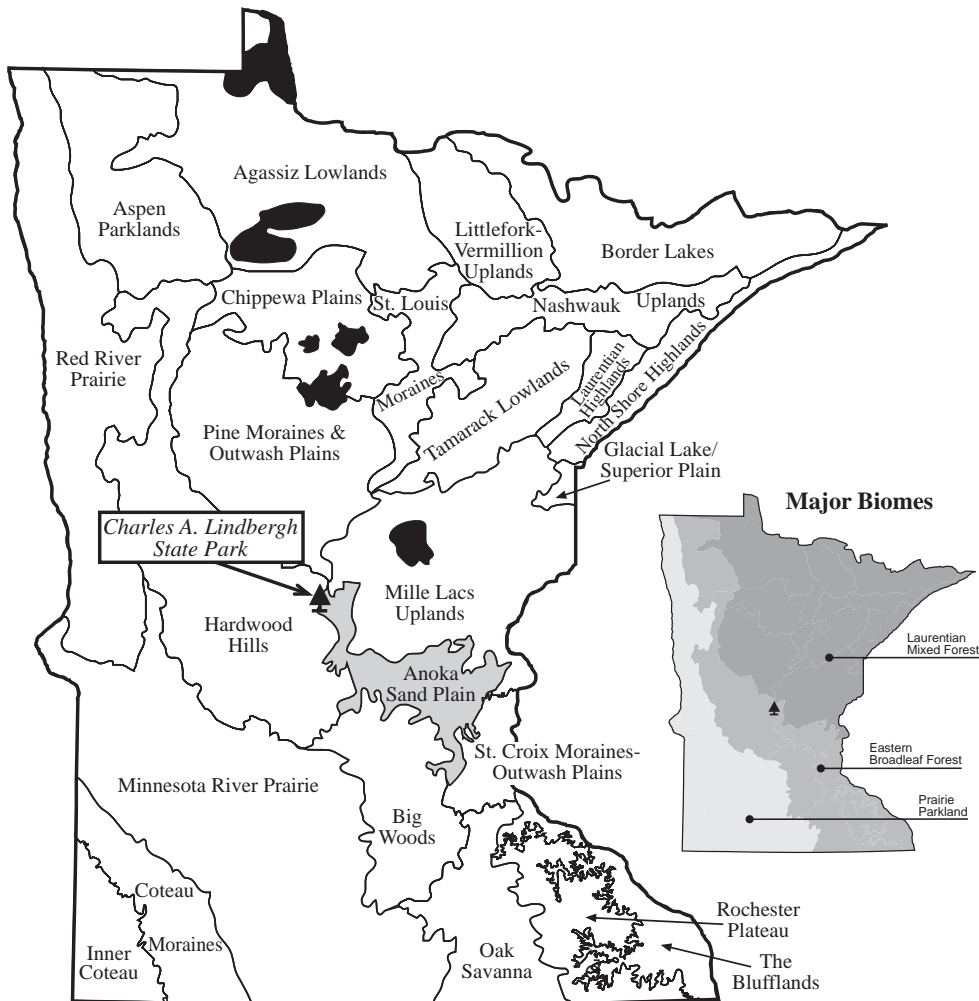 Agassiz Lowlands
Aspen
Parklands
Littlefork-
Vermillion
Uplands
Border Lakes
Chippewa Plains
St. Louis
Moraines
Nashwauk Uplands
Red River
Prairie
Laurentian
Highlands
North Shore Highlands
Tamarack Lowlands
Pine Moraines &
Outwash Plains
Glacial Lake/
Superior Plain
Charles A. Lindbergh
State Park
Mille Lacs
Uplands
Hardwood
Hills
Anoka
Sand Plain
St. Croix Moraines-
Outwash Plains
Minnesota River Prairie
Big
Woods
Coteau
Moraines
Inner
Coteau
Oak
Savanna
Rochester
Plateau
The
Blufflands
Major Biomes
Laurentian
Mixed Forest
Eastern
Broadleaf Forest
Prairie
Parkland